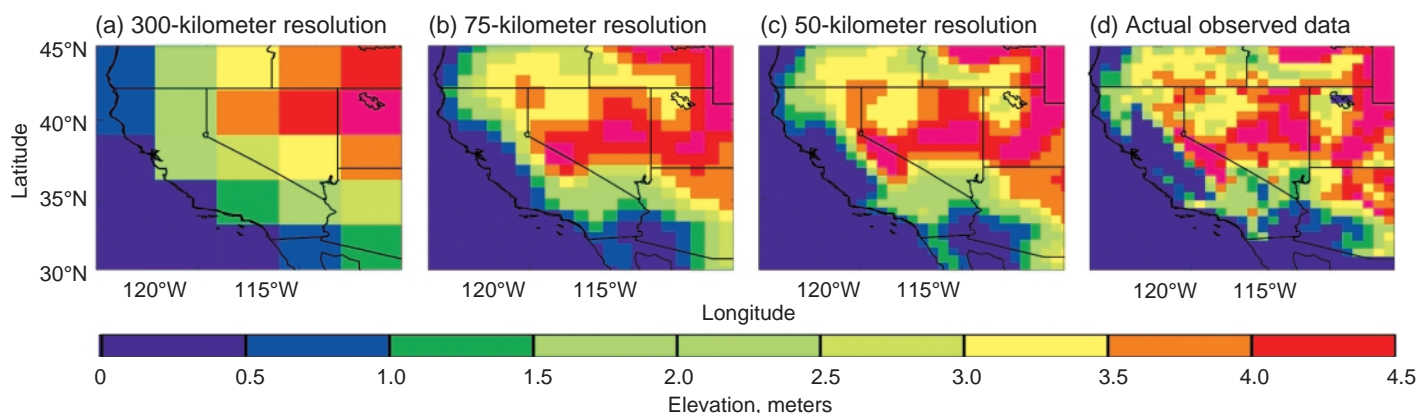 (a) 300-kilometer resolution (b) 75-kilometer resolution (c) 50-kilometer resolution (d) Actual observed data
45°N
40°N
35°N
30°N
Latitude
120°W 115°W 120°W 115°W 120°W 115°W 120°W 115°W
Longitude
0 0.5 1.0 1.5 2.0 2.5 3.0 3.5 4.0 4.5
Elevation, meters